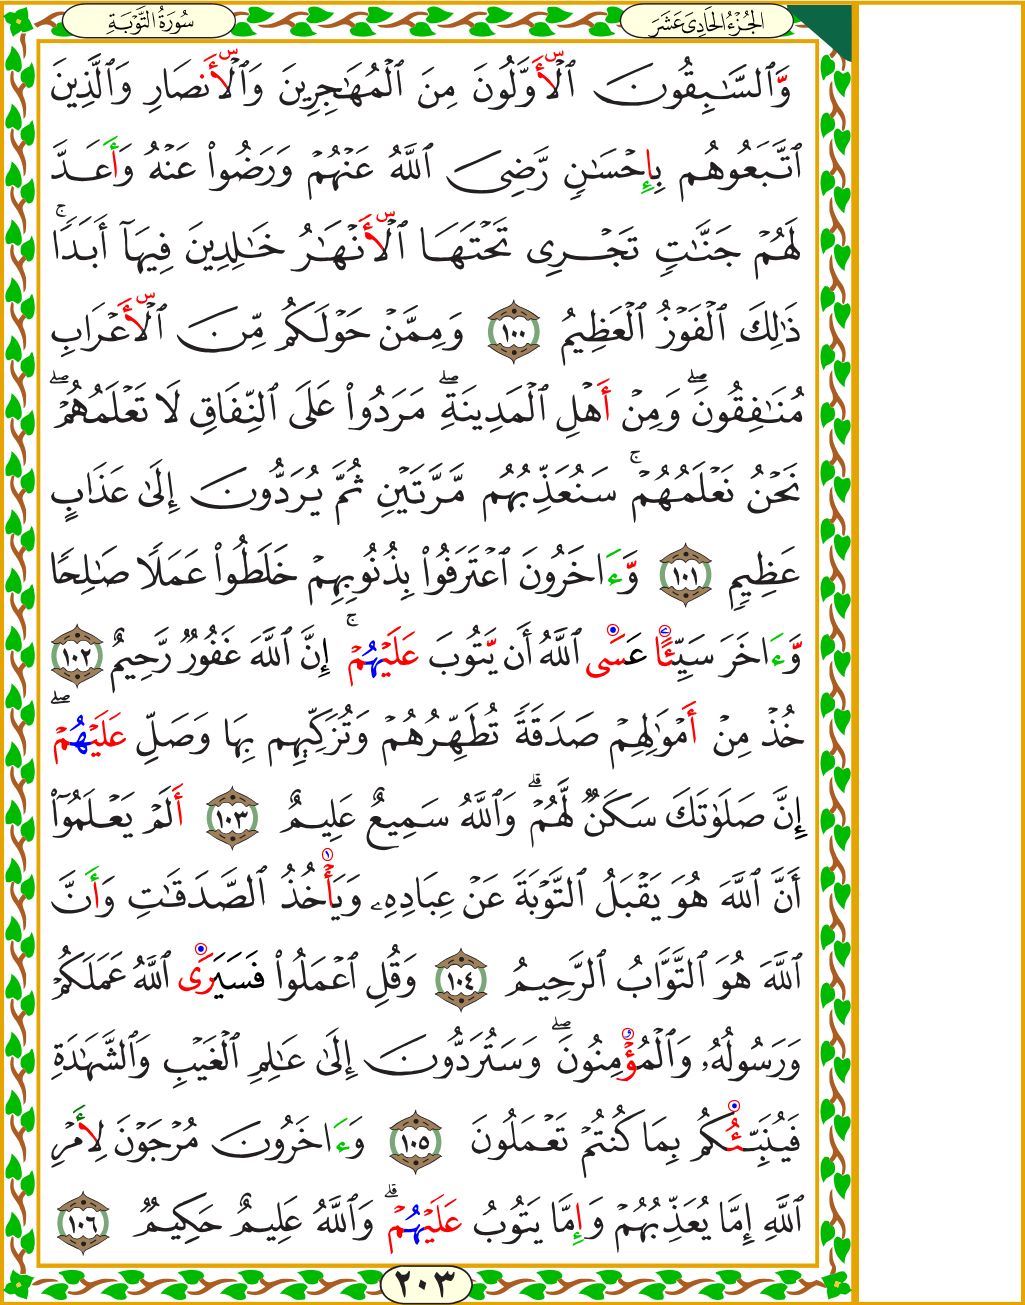 سُورَةُ التَّوْبَةِ
الجُزْءُ الحَادِيَ عَشَرَ
وَّٱلسَّٰبِقُونَ ٱلْأَوَّلُونَ مِنَ ٱلْمُهَٰجِرِينَ وَٱلْأَنصَارِ وَٱلَّذِينَ
ٱتَّبَعُوهُم بِإِحْسَٰنٍ رَّضِىَ ٱللَّهُ عَنْهُمْ وَرَضُواْ عَنْهُ وَأَعَدَّ
لَهُمْ جَنَّٰتٍ تَجْرِى تَحْتَهَا ٱلْأَنْهَٰرُ خَٰلِدِينَ فِيهَآ أَبَدًاۚ
ذَٰلِكَ ٱلْفَوْزُ ٱلْعَظِيمُ ١٠٠ وَمِمَّنْ حَوْلَكُم مِّنَ ٱلْأَعْرَابِ
مُنَٰفِقُونَۖ وَمِنْ أَهْلِ ٱلْمَدِينَةِۖ مَرَدُواْ عَلَى ٱلنِّفَاقِ لَا تَعْلَمُهُمْۖ
نَحْنُ نَعْلَمُهُمْۚ سَنُعَذِّبُهُم مَّرَّتَيْنِ ثُمَّ يُرَدُّونَ إِلَىٰ عَذَابٍ
عَظِيمٍ ١٠١ وَّءَاخَرُونَ ٱعْتَرَفُواْ بِذُنُوبِهِمْ خَلَطُواْ عَمَلًا صَٰلِحًا
وَّءَاخَرَ سَيِّئًا عَسَى ٱللَّهُ أَن يَّتُوبَ عَلَيْهُمْۚ إِنَّ ٱللَّهَ غَفُورٌ رَّحِيمٌ ١٠٢
خُذْ مِنْ أَمْوَٰلِهِمْ صَدَقَةً تُطَهِّرُهُمْ وَتُزَكِّيهِم بِهَا وَصَلِّ عَلَيْهُمْۖ
إِنَّ صَلَوٰتَكَ سَكَنٌ لَّهُمْۗ وَٱللَّهُ سَمِيعٌ عَلِيمٌ ١٠٣ أَلَمْ يَعْلَمُوٓاْ
أَنَّ ٱللَّهَ هُوَ يَقْبَلُ ٱلتَّوْبَةَ عَنْ عِبَادِهِۦ وَيَأْخُذُ ٱلصَّدَقَٰتِ وَأَنَّ
ٱللَّهَ هُوَ ٱلتَّوَّابُ ٱلرَّحِيمُ ١٠٤ وَقُلِ ٱعْمَلُواْ فَسَيَرَى ٱللَّهُ عَمَلَكُمْ
وَرَسُولُهُۥ وَٱلْمُؤْمِنُونَۖ وَسَتُرَدُّونَ إِلَىٰ عَٰلِمِ ٱلْغَيْبِ وَٱلشَّهَٰدَةِ
فَيُنَبِّئُكُم بِمَا كُنتُمْ تَعْمَلُونَ ١٠٥ وَءَاخَرُونَ مُرْجَوْنَ لِأَمْرِ
ٱللَّهِ إِمَّا يُعَذِّبُهُمْ وَإِمَّا يَتُوبُ عَلَيْهُمْۗ وَٱللَّهُ عَلِيمٌ حَكِيمٌ ١٠٦
٢٠٣